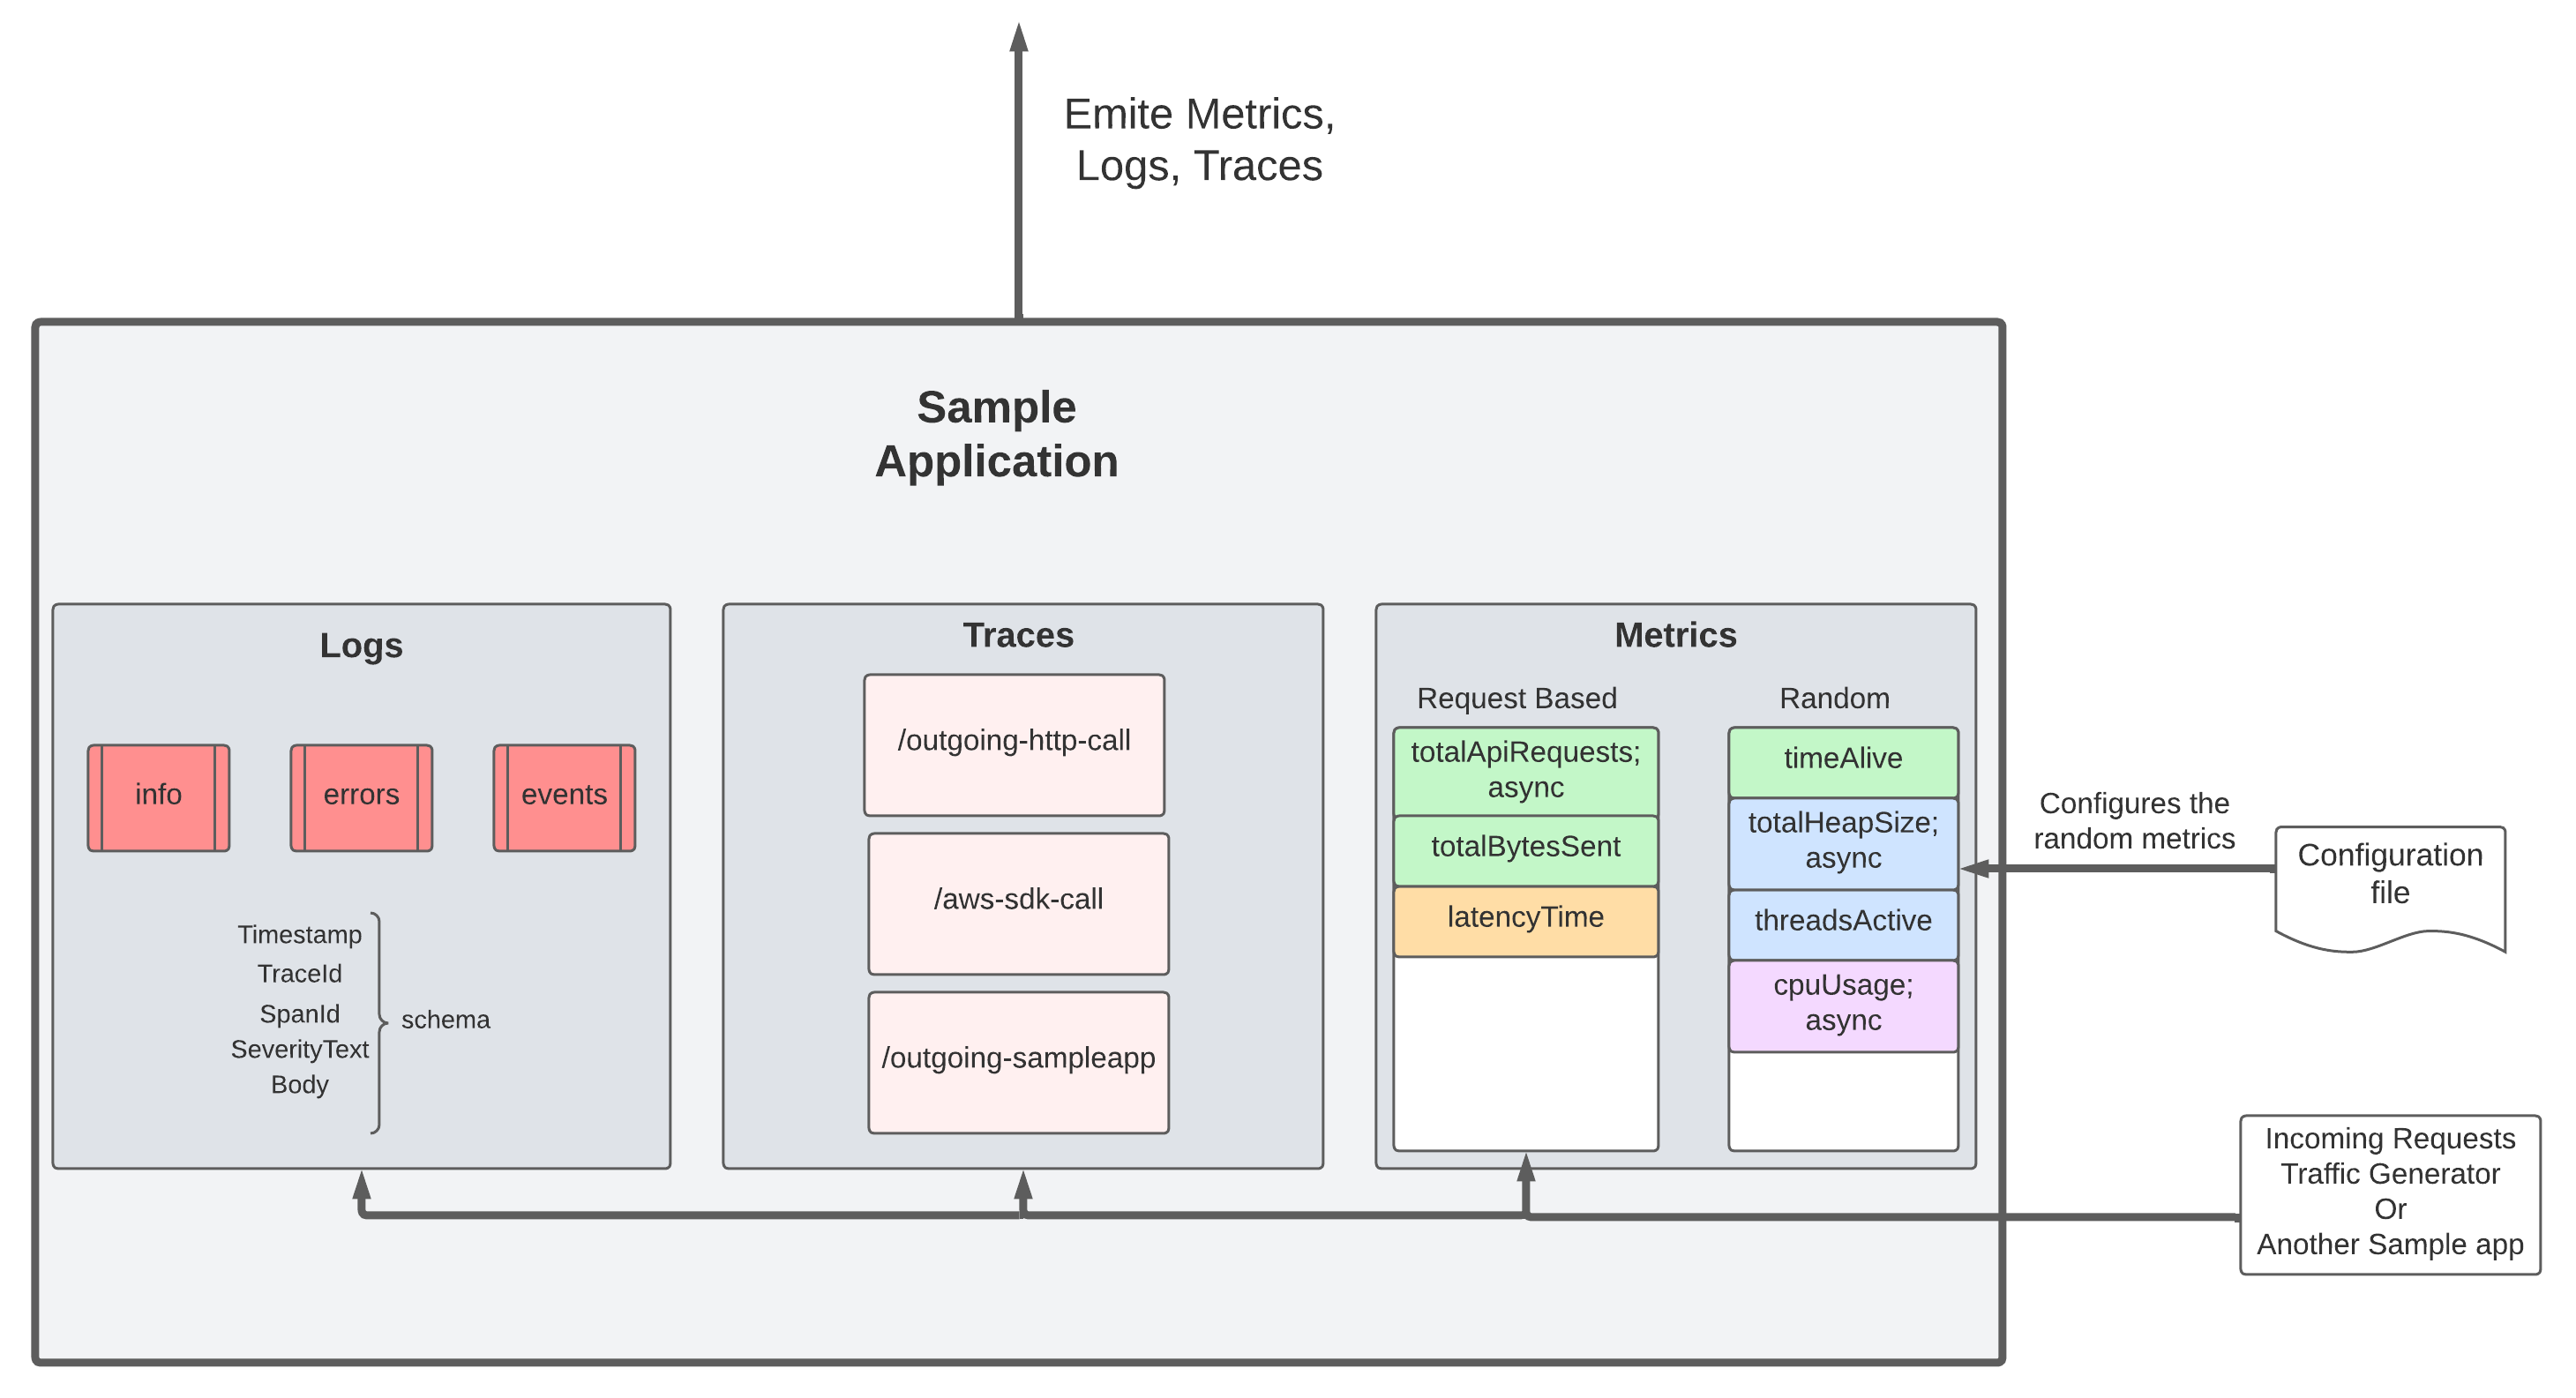 Emite Metrics,
Logs, Traces
Sample
Application
Logs
info
errors
events
Timestamp
TraceId
SpanId
SeverityText
Body
schema
Traces
/outgoing-http-call
/aws-sdk-call
/outgoing-sampleapp
Metrics
Request Based
totalApiRequests;
async
totalBytesSent
latencyTime
Random
timeAlive
totalHeapSize;
async
threadsActive
cpuUsage;
async
Configures the
random metrics
Configuration
file
Incoming Requests
Traffic Generator
Or
Another Sample app